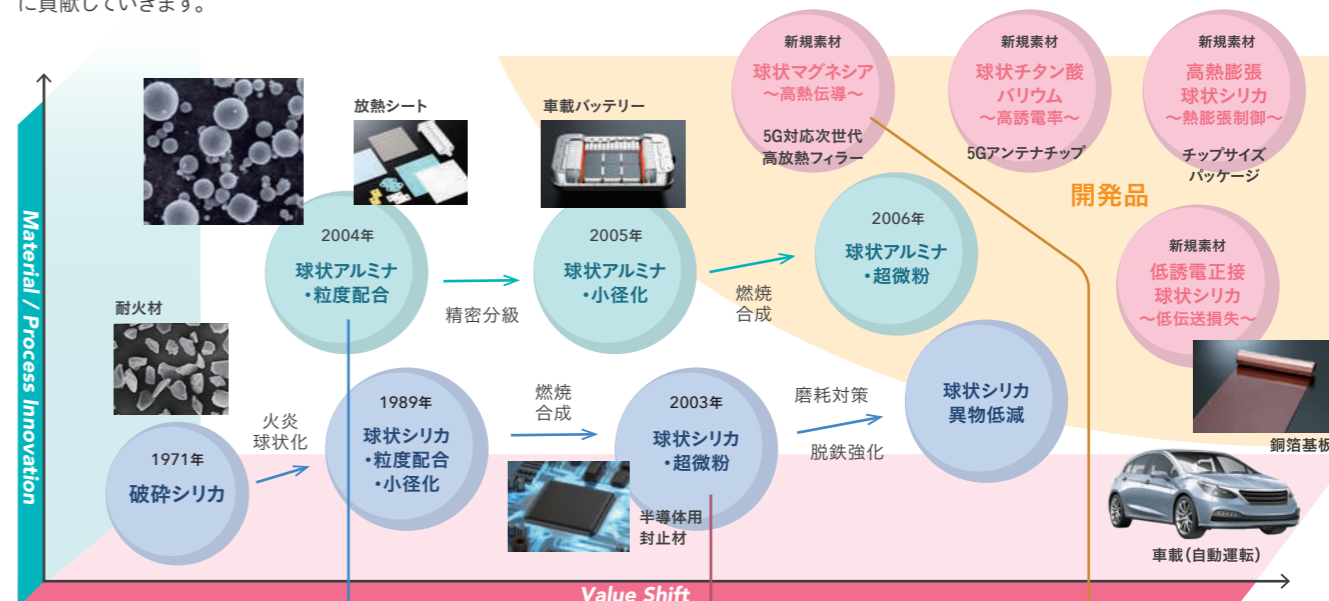 に貢献していきます。
新規素材
球状マグネシア
～高熱伝導～
5G対応次世代
高放熱フィラー
新規素材
球状チタン酸
バリウム
～高誘電率～
5Gアンテナチップ
新規素材
高熱膨張
球状シリカ
～熱膨張制御～
チップサイズ
パッケージ
開発品
放熱シート
車載バッテリー
2004年
球状アルミナ
・粒度配合
精密分級
2005年
球状アルミナ
・小径化
燃焼
合成
2006年
球状アルミナ
・超微粉
新規素材
低誘電正接
球状シリカ
～低伝送損失～
銅箔基板
耐火材
1971年
破砕シリカ
火炎
球状化
1989年
球状シリカ
・粒度配合
・小径化
燃焼
合成
半導体用
封止材
2003年
球状シリカ
・超微粉
磨耗対策
脱鉄強化
球状シリカ
異物低減
車載（自動運転）
Material / Process Innovation
Value Shift